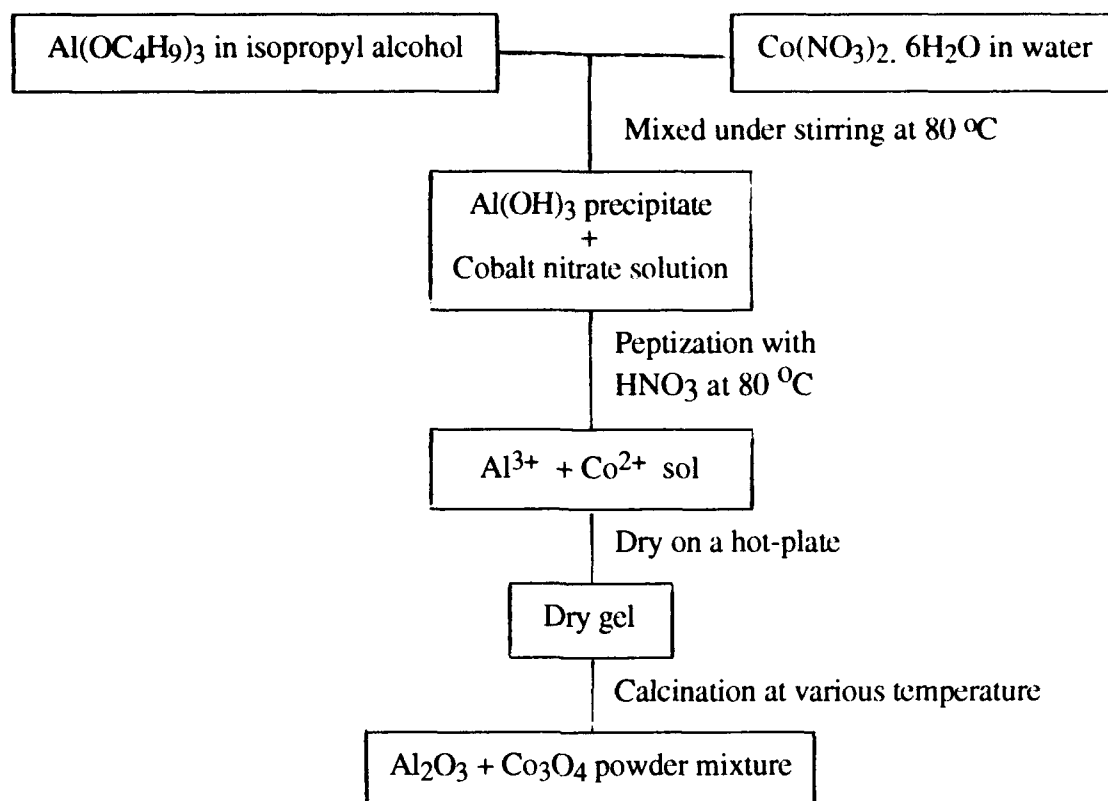 Al(OC4H9)3 in isopropyl alcohol
Co(NO3)2. 6H2O in water
Mixed under stirring at 80 ºC
Al(OH)3 precipitate
+
Cobalt nitrate solution
Peptization with
HNO3 at 80 ºC
Al3+ + Co2+ sol
Dry on a hot-plate
Dry gel
Calcination at various temperature
Al2O3 + Co3O4 powder mixture